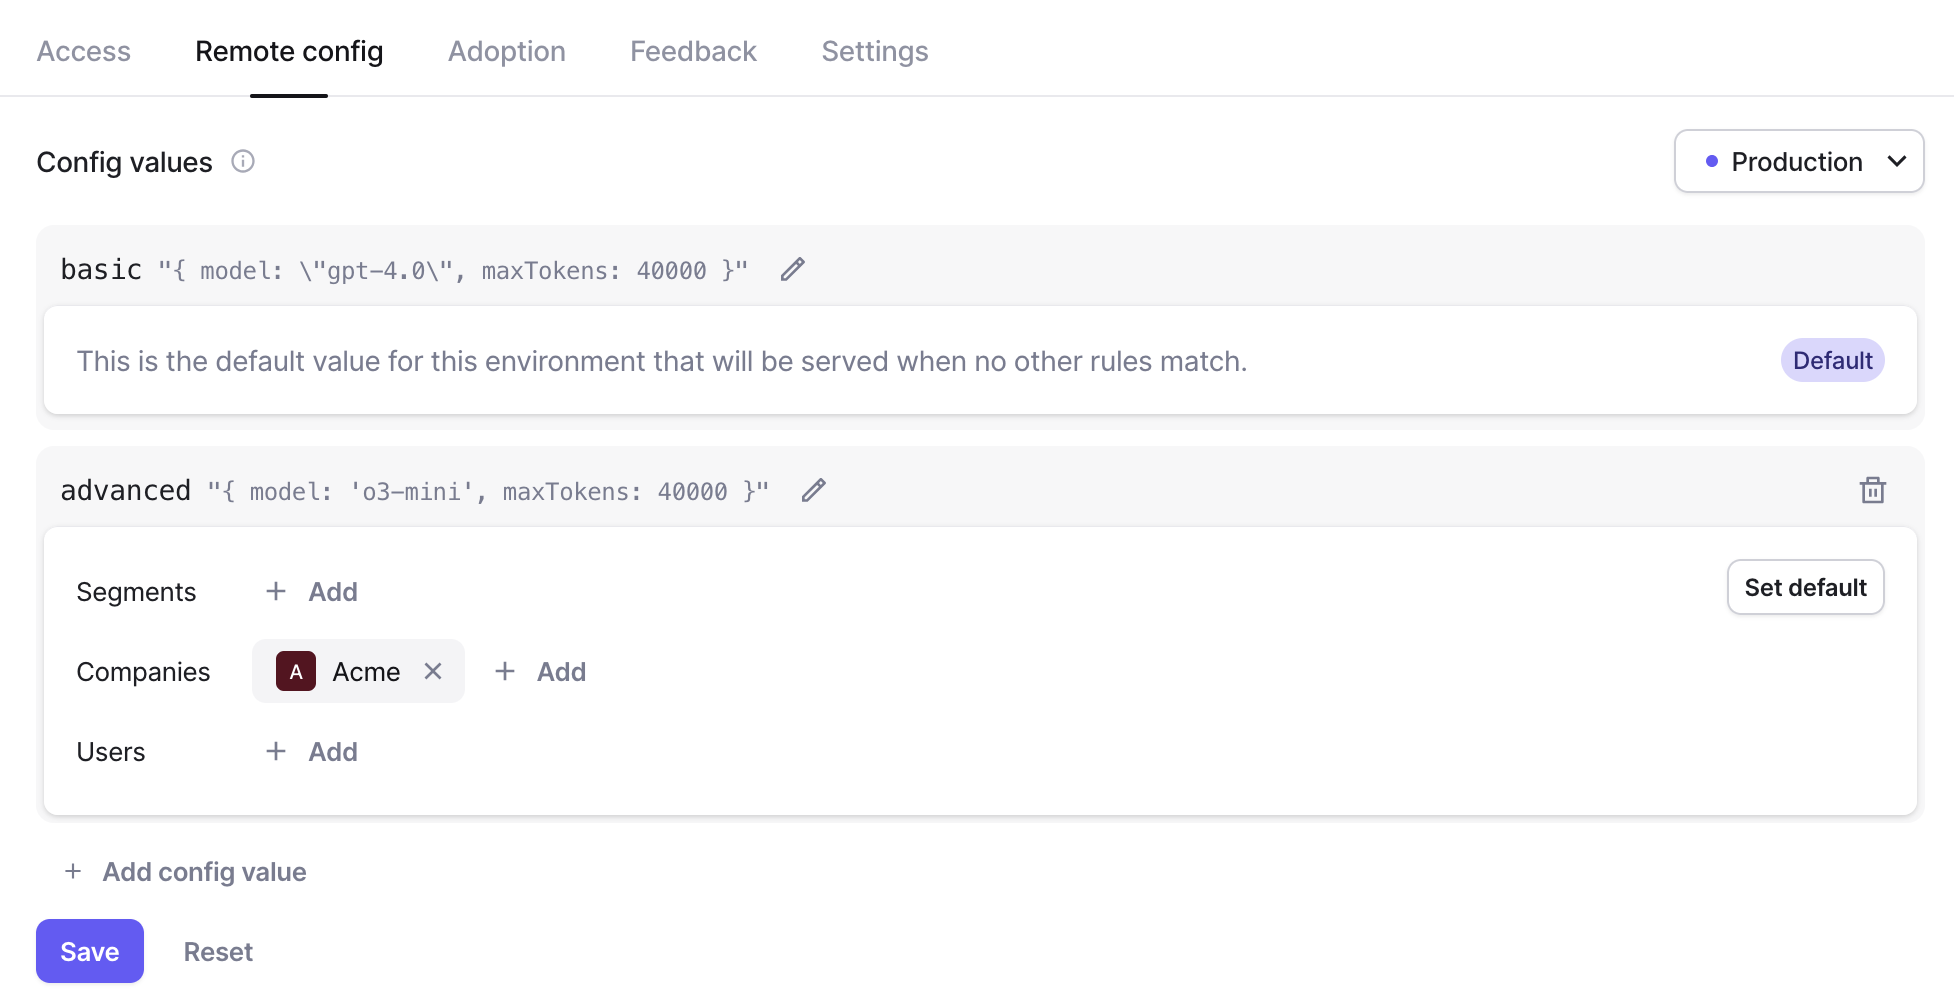 Access Remote config Adoption Feedback Settings
Config values
Production
basic "{ model: \"gpt-4.0\", maxTokens: 40000 }"
This is the default value for this environment that will be served when no other rules match.
Default
advanced "{ model: 'o3-mini', maxTokens: 40000 }"
Segments + Add
Set default
Companies A Acme + Add
Users + Add
+ Add config value
Save Reset